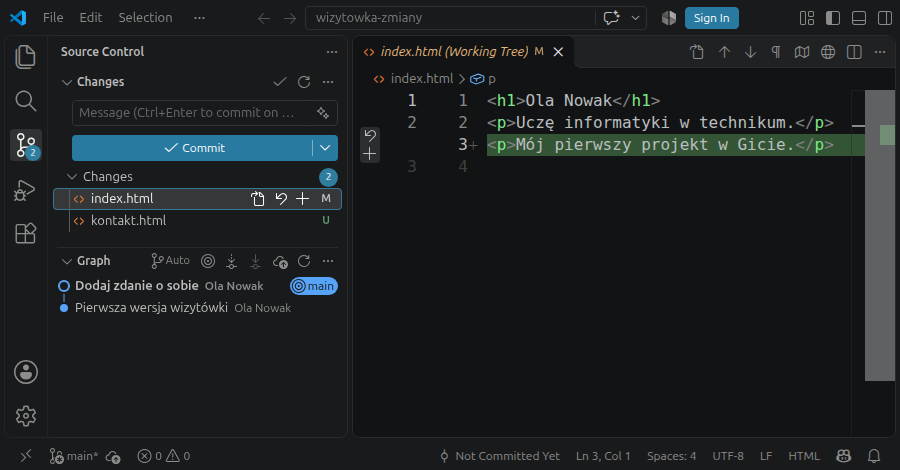 File Edit Selection ··· wizytowka-zmiany Sign In
Source Control ···
Changes ···
Message (Ctrl+Enter to commit on ...
Commit
Changes 2
index.html M
kontakt.html U
Graph Auto ···
Dodaj zdanie o sobie Ola Nowak main
Pierwsza wersja wizytówki Ola Nowak
2
index.html (Working Tree) M ···
index.html > p
1 1 <h1>Ola Nowak</h1>
2 2 <p>Uczę informatyki w technikum.</p>
3+ <p>Mój pierwszy projekt w Gicie.</p>
3 4
main* 0 0 Not Committed Yet Ln 3, Col 1 Spaces: 4 UTF-8 LF HTML